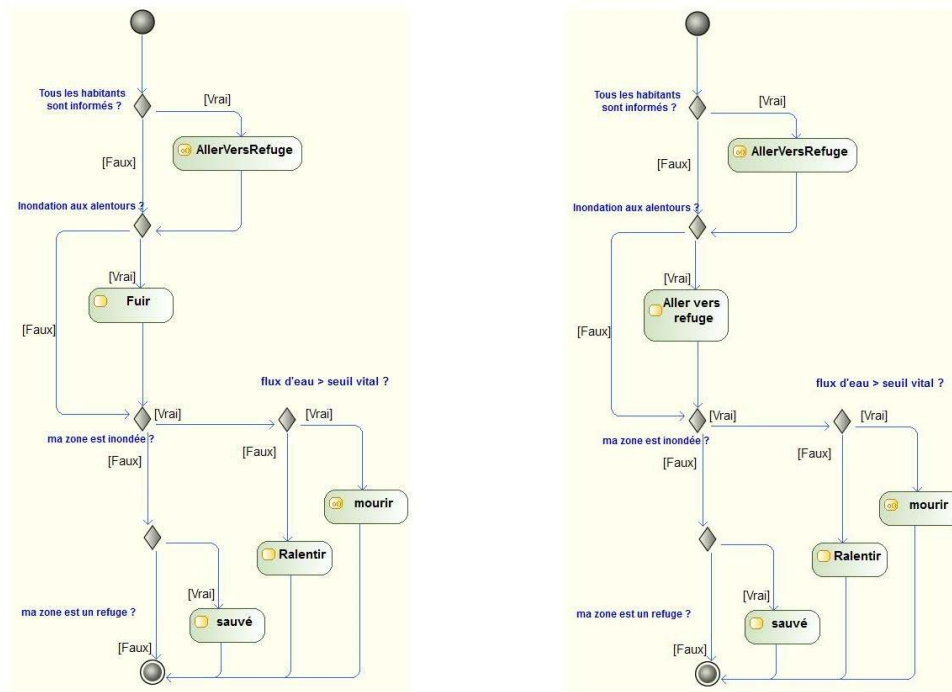 Tous les habitants
sont informés ?
[Vrai]
AllerVersRefuge
[Faux]
Inondation aux alentours ?
[Vrai]
Fuir
[Faux]
flux d'eau > seuil vital ?
[Vrai]
[Vrai]
ma zone est inondée ?
[Faux]
[Faux]
mourir
Ralentir
[Vrai]
ma zone est un refuge ?
sauvé
[Faux]
Tous les habitants
sont informés ?
[Vrai]
AllerVersRefuge
[Faux]
Inondation aux alentours ?
[Vrai]
Aller vers
refuge
[Faux]
flux d'eau > seuil vital ?
[Vrai]
[Vrai]
ma zone est inondée ?
[Faux]
[Faux]
mourir
Ralentir
[Vrai]
ma zone est un refuge ?
sauvé
[Faux]